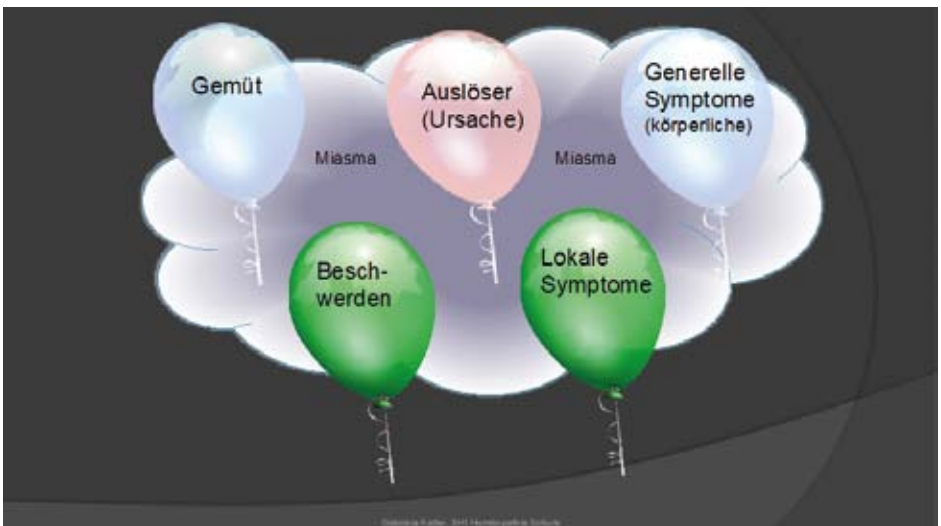 Gemüt
Auslöser
(Ursache)
Generelle
Symptome
(körperliche)
Miasma
Miasma
Besch-
werden
Lokale
Symptome